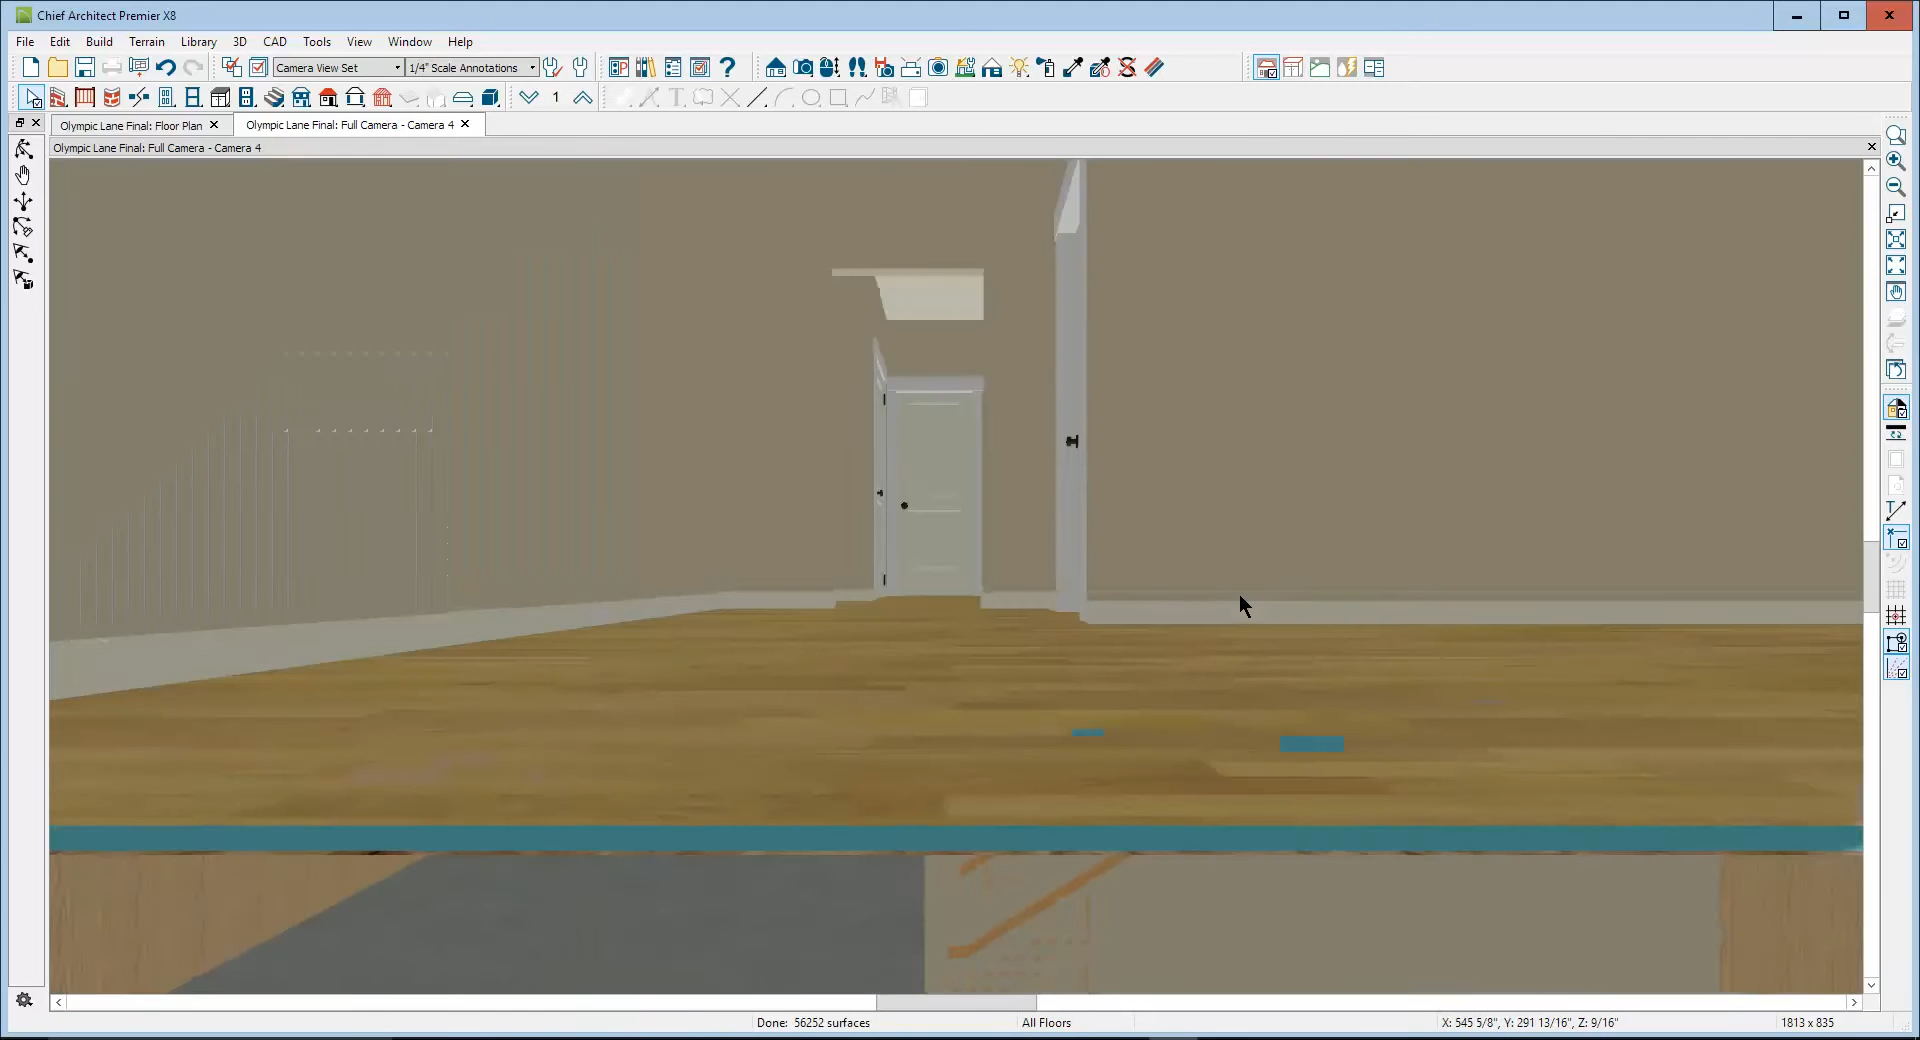 Chief Architect Premier X8
File Edit Build Terrain Library 3D CAD Tools View Window Help
Camera View Set 1/4" Scale Annotations
1
Olympic Lane Final: Floor Plan Olympic Lane Final: Full Camera - Camera 4
Olympic Lane Final: Full Camera - Camera 4
Done: 56252 surfaces All Floors X: 545 5/8", Y: 291 13/16", Z: 9/16" 1813 x 835